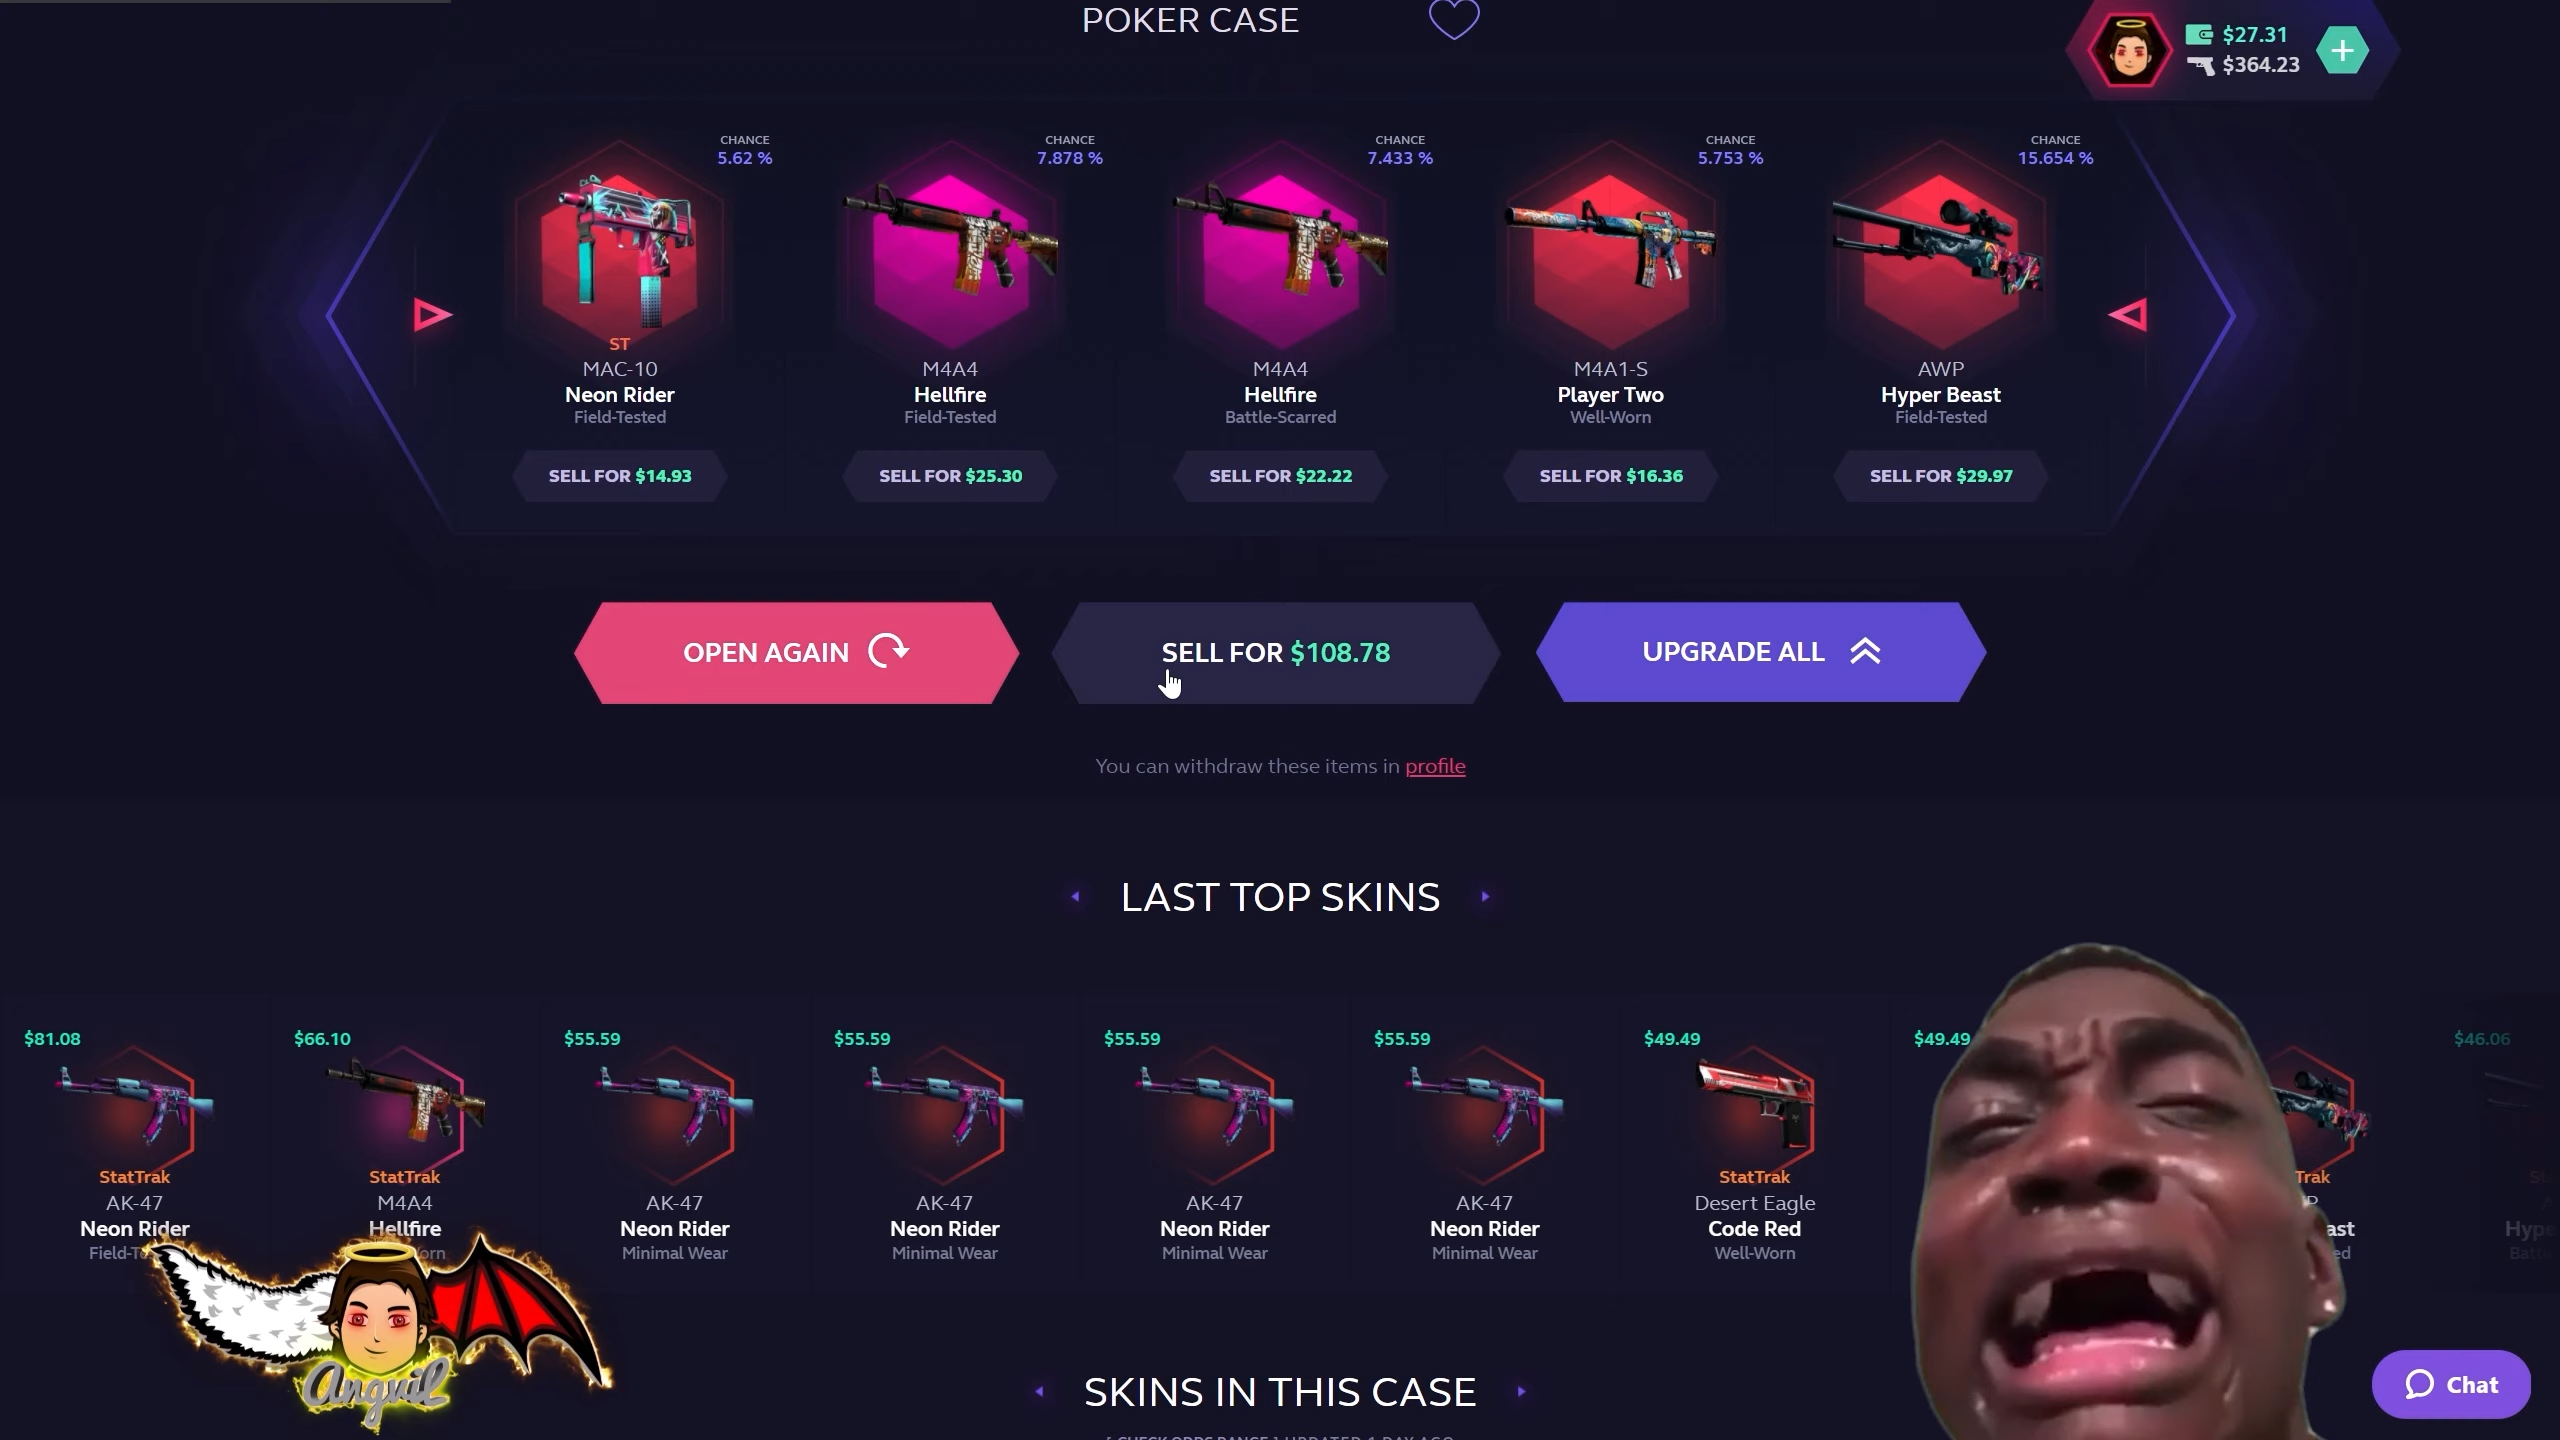 POKER CASE
$27.31
$364.23
CHANCE
5.62 %
ST
MAC-10
Neon Rider
Field-Tested
SELL FOR $14.93
CHANCE
7.878 %
M4A4
Hellfire
Field-Tested
SELL FOR $25.30
CHANCE
7.433 %
M4A4
Hellfire
Battle-Scarred
SELL FOR $22.22
CHANCE
5.753 %
M4A1-S
Player Two
Well-Worn
SELL FOR $16.36
CHANCE
15.654 %
AWP
Hyper Beast
Field-Tested
SELL FOR $29.97
OPEN AGAIN
SELL FOR $108.78
UPGRADE ALL
You can withdraw these items in profile
LAST TOP SKINS
$81.08
StatTrak
AK-47
Neon Rider
Field-Te
$66.10
StatTrak
M4A4
Hellfire
orn
$55.59
AK-47
Neon Rider
Minimal Wear
$55.59
AK-47
Neon Rider
Minimal Wear
$55.59
AK-47
Neon Rider
Minimal Wear
$55.59
AK-47
Neon Rider
Minimal Wear
$49.49
StatTrak
Desert Eagle
Code Red
Well-Worn
$49.49
Trak
P
ast
ed
$46.06
Hype
Angvil
SKINS IN THIS CASE
Chat